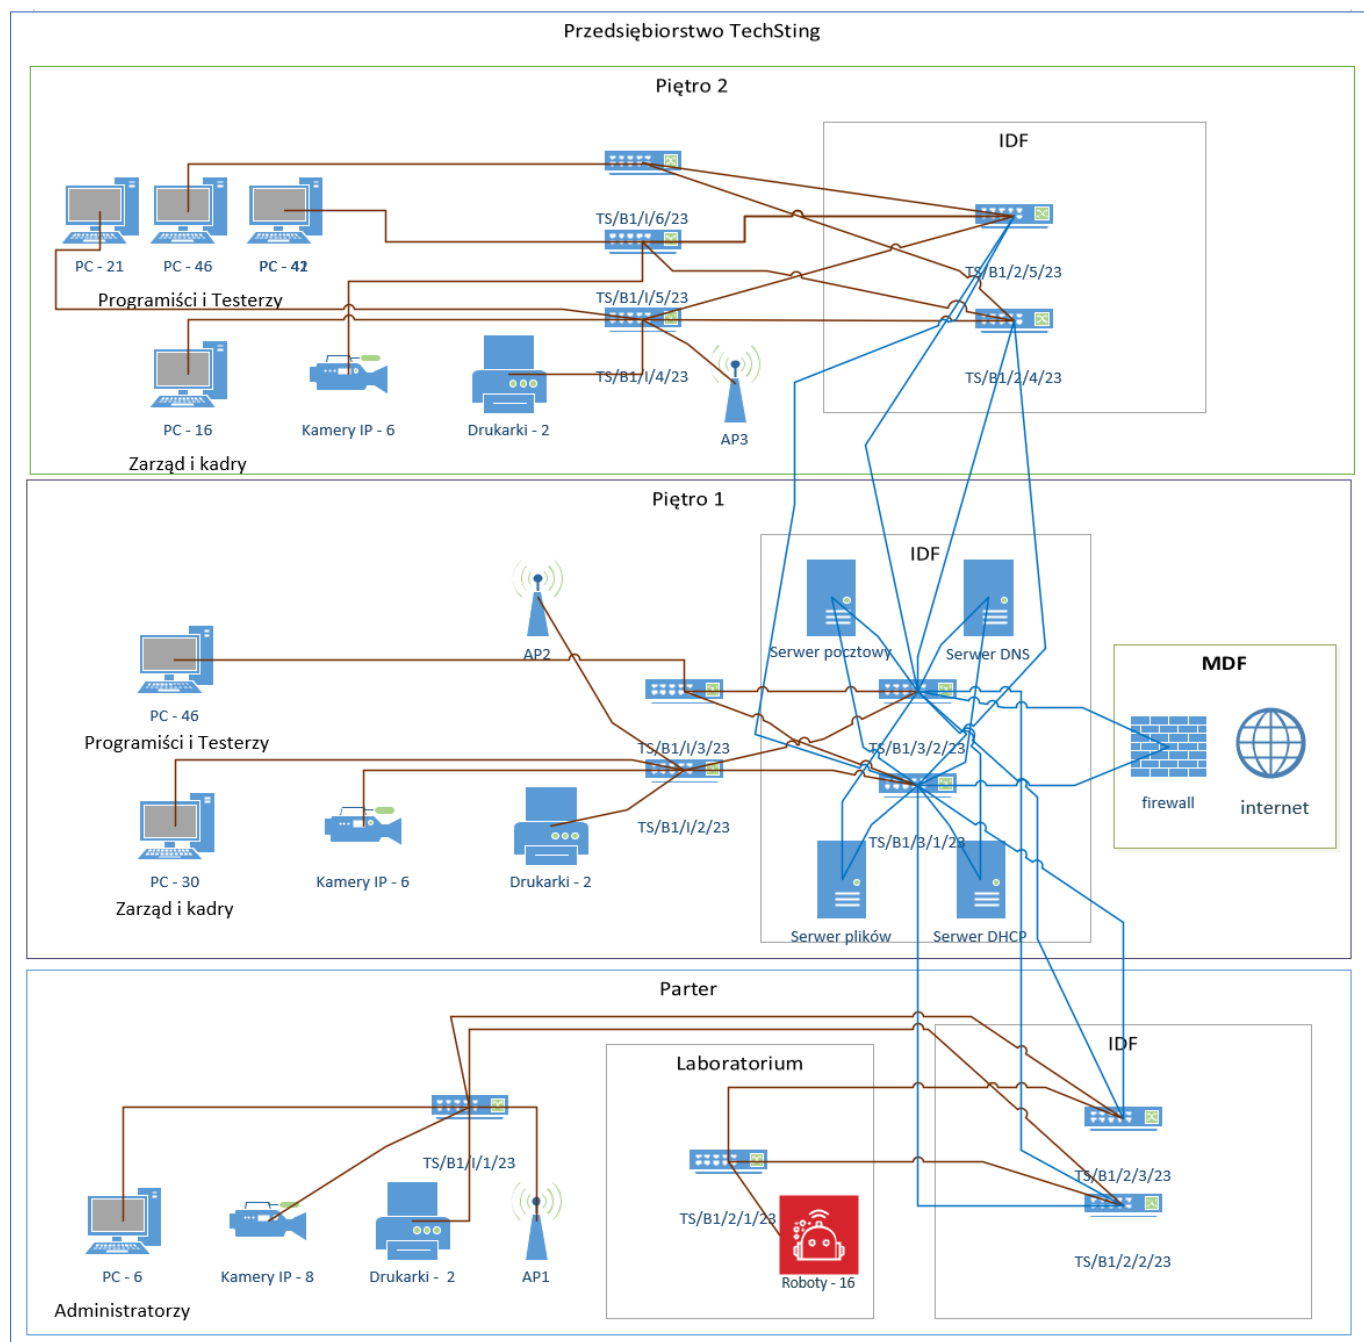 Przedsiębiorstwo TechSting
Piętro 2
IDF
TS/B1/I/6/23
PC - 21
PC - 46
TS/B1/2/5/23
Programiści i Testerzy
TS/B1/I/5/23
TS/B1/I/4/23
TS/B1/2/4/23
PC - 16
Kamery IP - 6
Drukarki - 2
AP3
Zarząd i kadry
Piętro 1
IDF
AP2
Serwer pocztowy
Serwer DNS
MDF
PC - 46
Programiści i Testerzy
TS/B1/I/3/23
TS/B1/3/2/23
firewall
internet
TS/B1/I/2/23
TS/B1/3/1/23
PC - 30
Kamery IP - 6
Drukarki - 2
Zarząd i kadry
Serwer plików
Serwer DHCP
Parter
IDF
Laboratorium
TS/B1/I/1/23
TS/B1/2/3/23
TS/B1/2/1/23
TS/B1/2/2/23
PC - 6
Kamery IP - 8
Drukarki - 2
AP1
Roboty - 16
Administratorzy